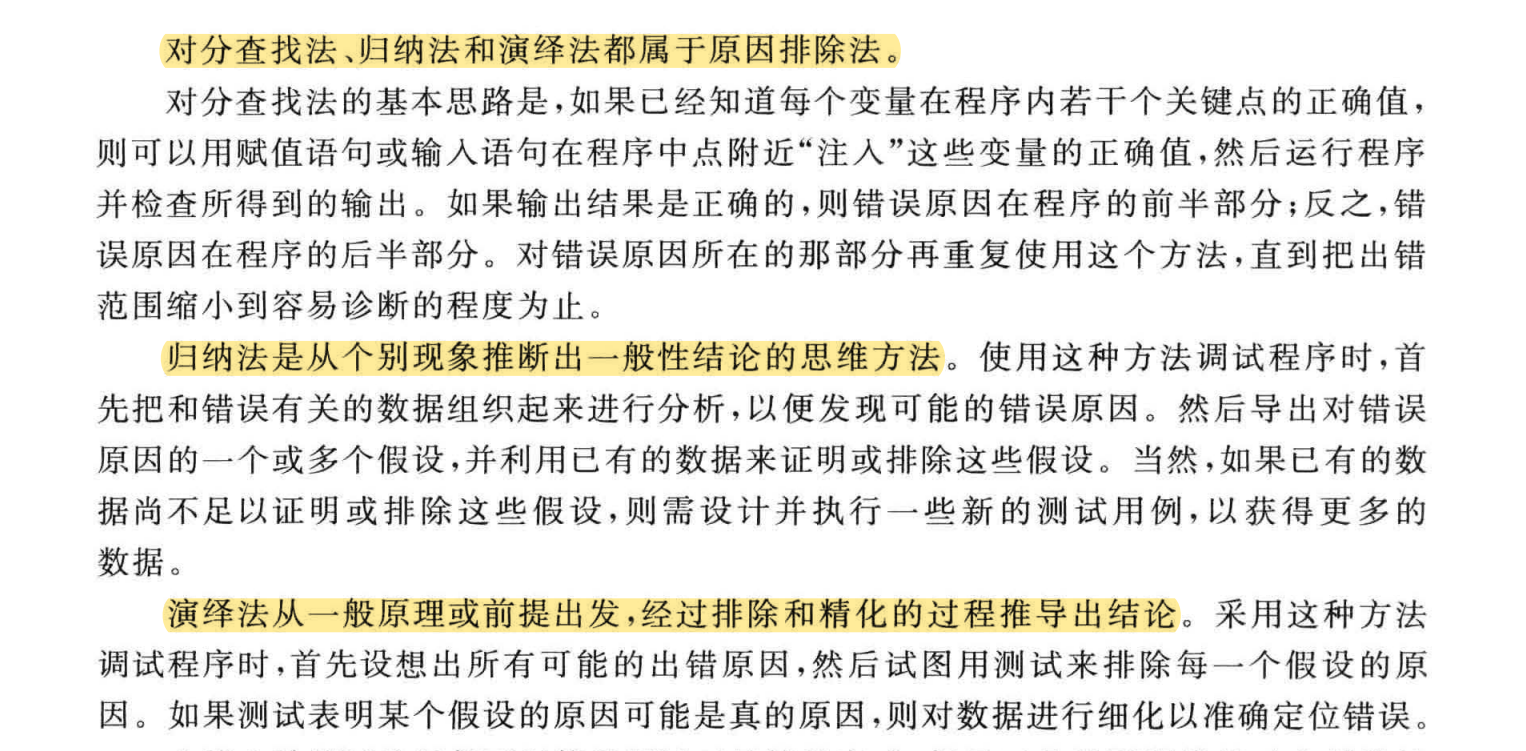 对分查找法、归纳法和演绎法都属于原因排除法。
对分查找法的基本思路是,如果已经知道每个变量在程序内若干个关键点的正确值,
则可以用赋值语句或输入语句在程序中点附近“注入”这些变量的正确值,然后运行程序
并检查所得到的输出。如果输出结果是正确的,则错误原因在程序的前半部分;反之,错
误原因在程序的后半部分。对错误原因所在的那部分再重复使用这个方法,直到把出错
范围缩小到容易诊断的程度为止。
归纳法是从个别现象推断出一般性结论的思维方法。使用这种方法调试程序时,首
先把和错误有关的数据组织起来进行分析,以便发现可能的错误原因。然后导出对错误
原因的一个或多个假设,并利用已有的数据来证明或排除这些假设。当然,如果已有的数
据尚不足以证明或排除这些假设,则需设计并执行一些新的测试用例,以获得更多的
数据。
演绎法从一般原理或前提出发,经过排除和精化的过程推导出结论。采用这种方法
调试程序时,首先设想出所有可能的出错原因,然后试图用测试来排除每一个假设的原
因。如果测试表明某个假设的原因可能是真的原因,则对数据进行细化以准确定位错误。